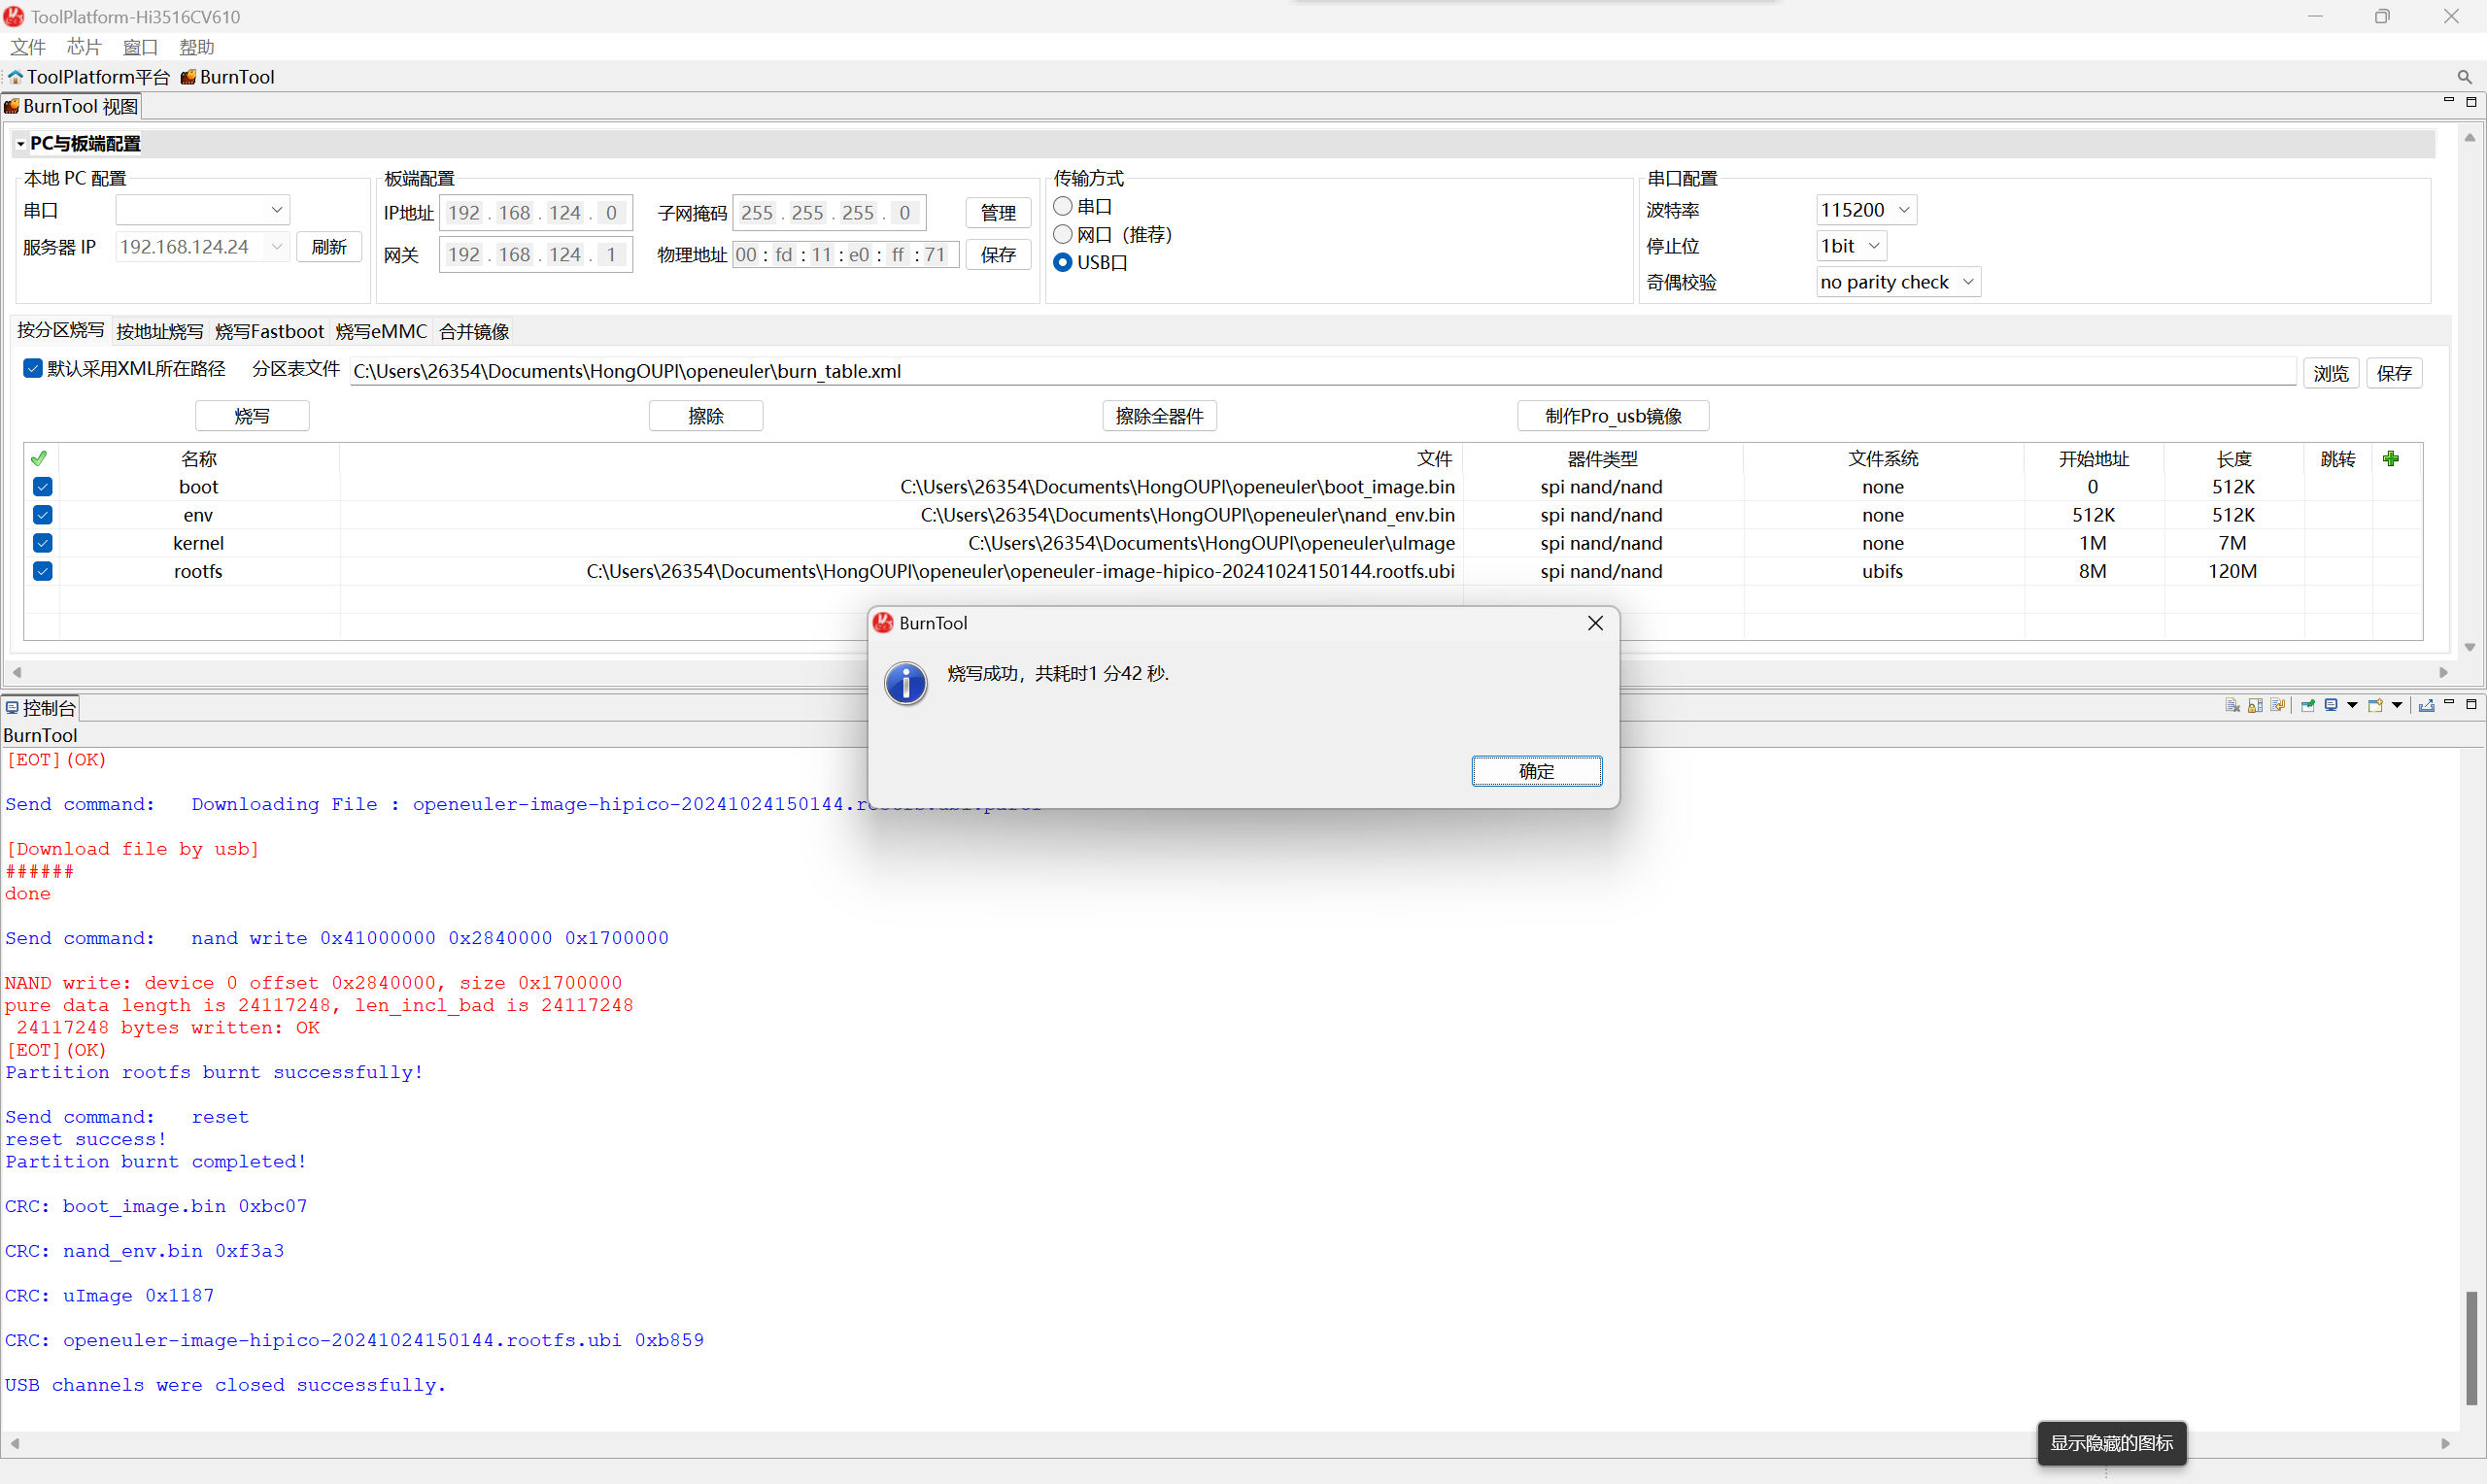 ToolPlatform-Hi3516CV610
文件 芯片 窗口 帮助
ToolPlatform平台 BurnTool
BurnTool 视图
PC与板端配置
本地 PC 配置
串口
服务器 IP 192.168.124.24 刷新
板端配置
IP地址 192 . 168 . 124 . 0 子网掩码 255 . 255 . 255 . 0 管理
网关 192 . 168 . 124 . 1 物理地址 00 : fd : 11 : e0 : ff : 71 保存
传输方式
串口
网口（推荐）
USB口
串口配置
波特率 115200
停止位 1bit
奇偶校验 no parity check
按分区烧写 按地址烧写 烧写Fastboot 烧写eMMC 合并镜像
默认采用XML所在路径 分区表文件 C:\Users\26354\Documents\HongOUPI\openeuler\burn_table.xml 浏览 保存
烧写 擦除 擦除全器件 制作Pro_usb镜像
名称 文件 器件类型 文件系统 开始地址 长度 跳转
boot C:\Users\26354\Documents\HongOUPI\openeuler\boot_image.bin spi nand/nand none 0 512K
env C:\Users\26354\Documents\HongOUPI\openeuler\nand_env.bin spi nand/nand none 512K 512K
kernel C:\Users\26354\Documents\HongOUPI\openeuler\uImage spi nand/nand none 1M 7M
rootfs C:\Users\26354\Documents\HongOUPI\openeuler\openeuler-image-hipico-20241024150144.rootfs.ubi spi nand/nand ubifs 8M 120M
BurnTool
烧写成功，共耗时1 分42 秒.
确定
控制台
BurnTool
[EOT](OK)
Send command: Downloading File : openeuler-image-hipico-20241024150144.
[Download file by usb]
######
done
Send command: nand write 0x41000000 0x2840000 0x1700000
NAND write: device 0 offset 0x2840000, size 0x1700000
pure data length is 24117248, len_incl_bad is 24117248
24117248 bytes written: OK
[EOT](OK)
Partition rootfs burnt successfully!
Send command: reset
reset success!
Partition burnt completed!
CRC: boot_image.bin 0xbc07
CRC: nand_env.bin 0xf3a3
CRC: uImage 0x1187
CRC: openeuler-image-hipico-20241024150144.rootfs.ubi 0xb859
USB channels were closed successfully.
显示隐藏的图标